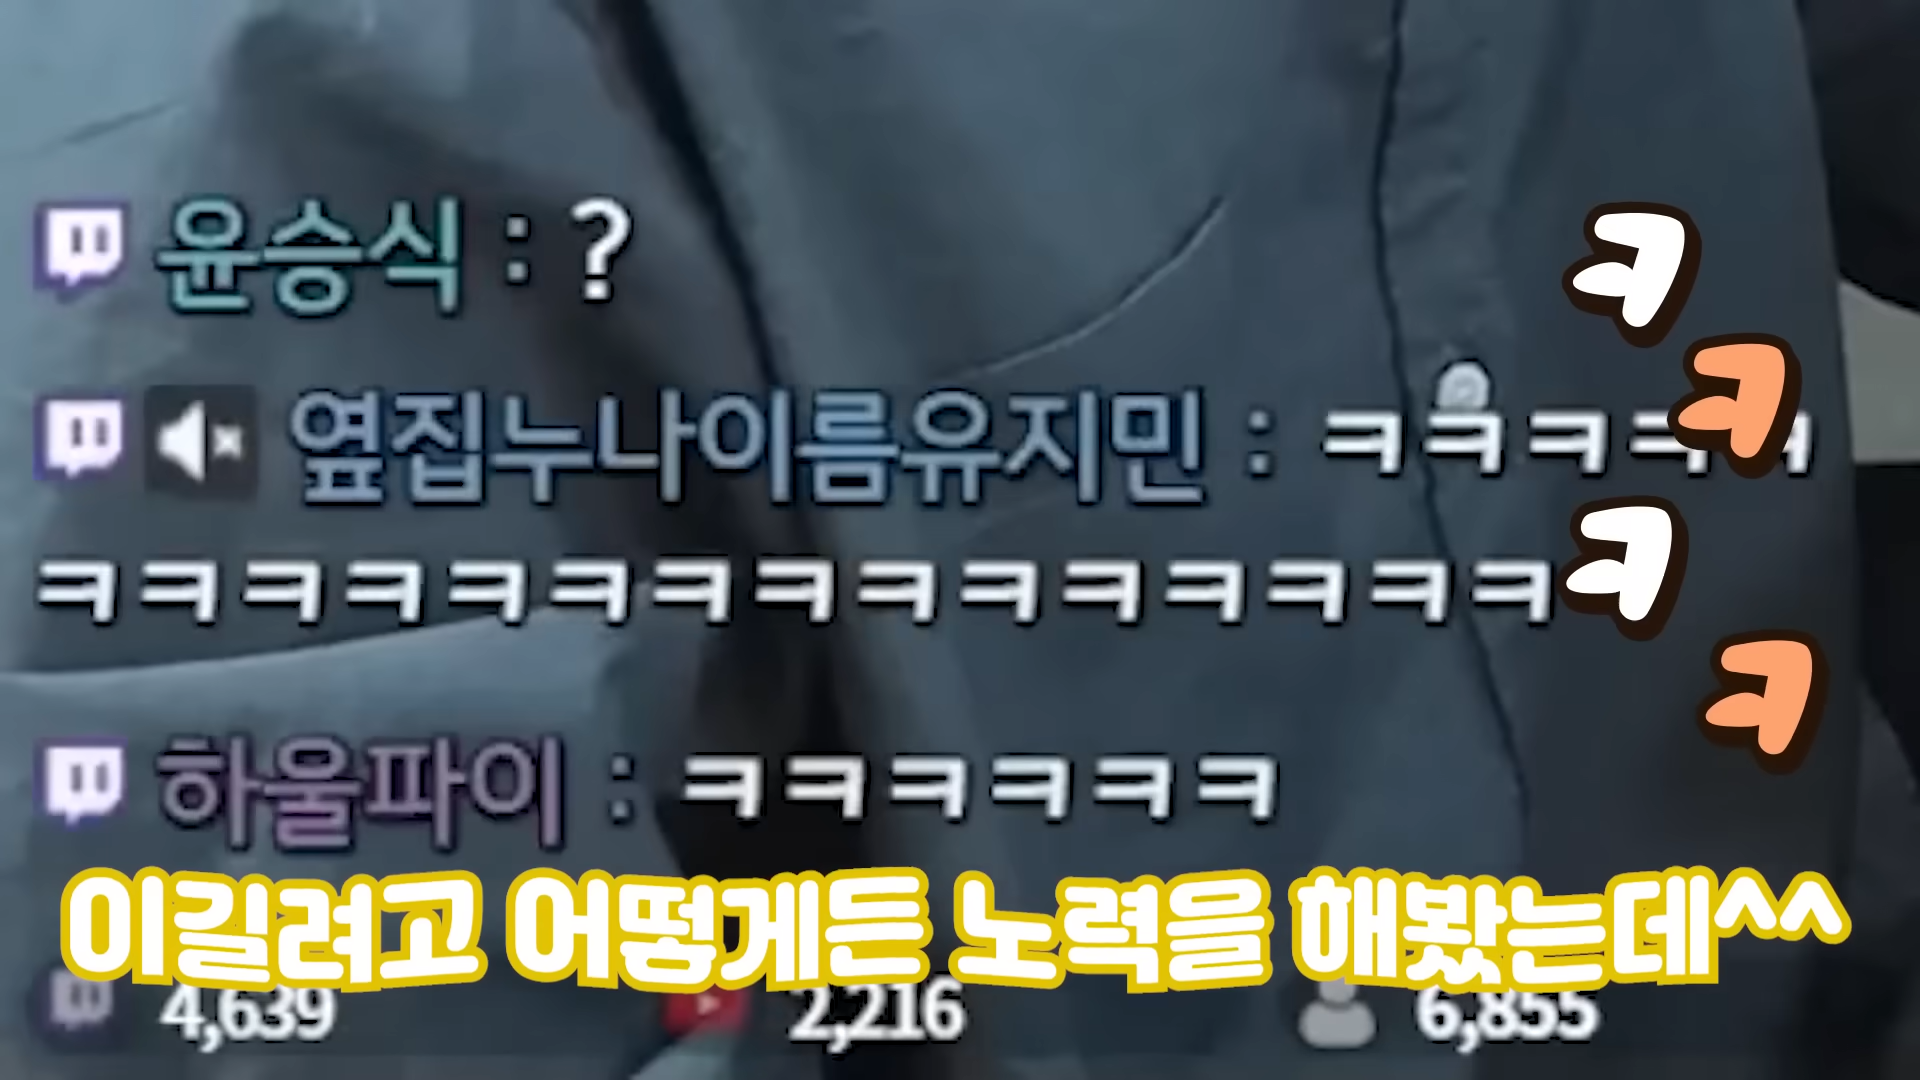 윤승식 : ?
옆집누나이름유지민 : ㅋㅋㅋㅋㅋ
ㅋㅋㅋㅋㅋㅋㅋㅋㅋㅋㅋㅋㅋㅋㅋ
하울파이 : ㅋㅋㅋㅋㅋㅋ
ㅋ
ㅋ
ㅋ
ㅋ
이길려고 어떻게든 노력을 해봤는데^^
4,639 2,216 6,855